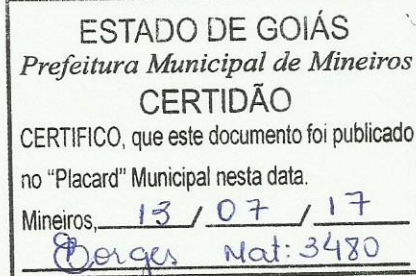 ESTADO DE GOIÁS
Prefeitura Municipal de Mineiros
CERTIDÃO
CERTIFICO, que este documento foi publicado
no "Placard" Municipal nesta data.
Mineiros, 13 / 07 / 17
Borges Mat: 3480